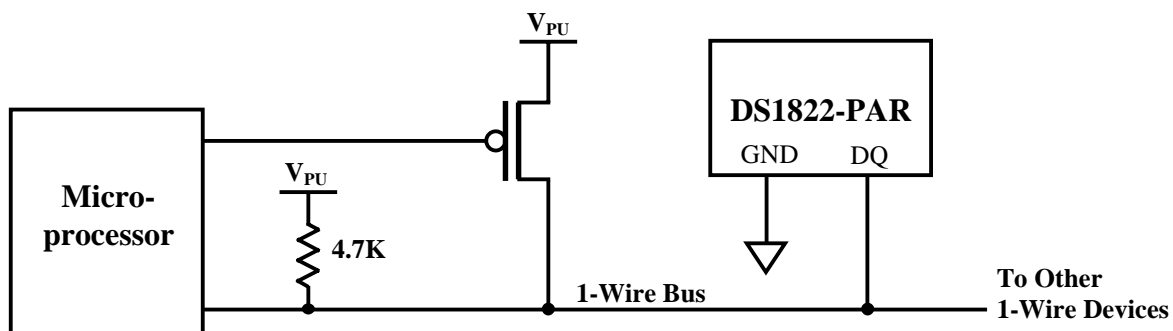 V_PU
DS1822-PAR
GND DQ
V_PU
Micro-
processor
4.7K
1-Wire Bus
To Other
1-Wire Devices